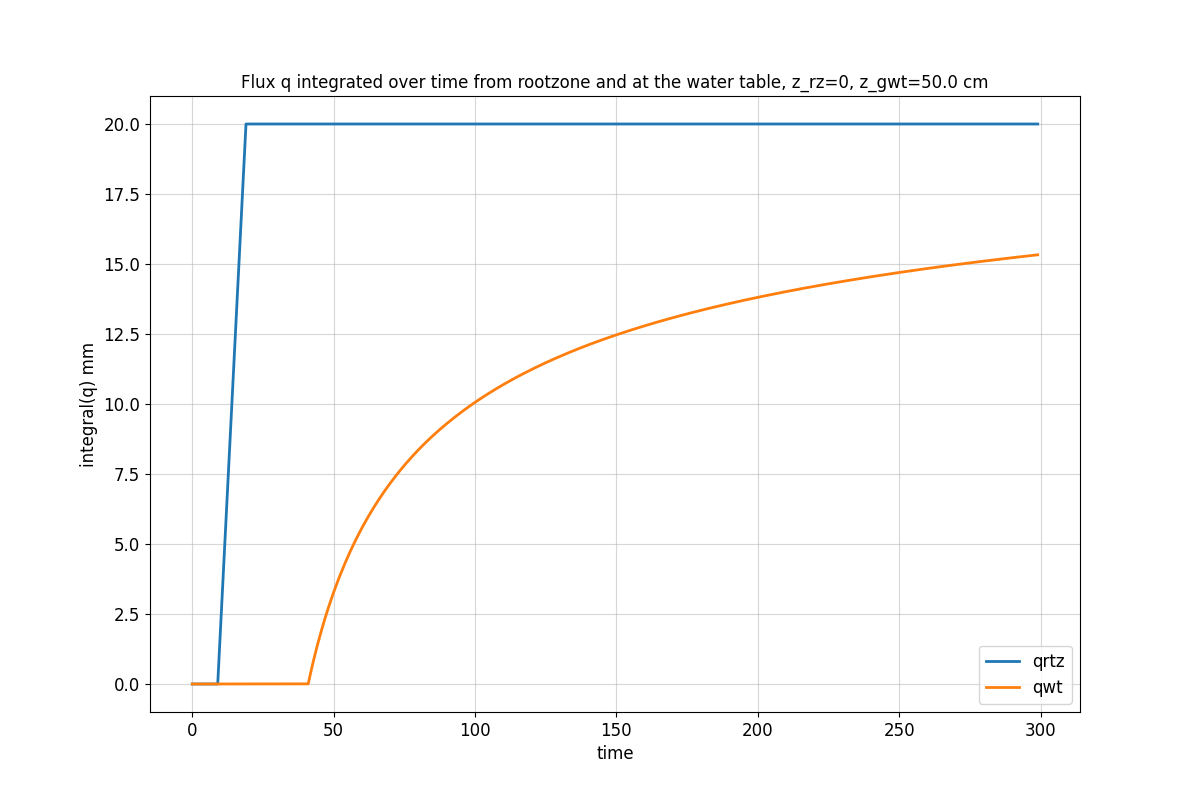 Flux q integrated over time from rootzone and at the water table, z_rz=0, z_gwt=50.0 cm
20.0
17.5
15.0
12.5
10.0
7.5
5.0
2.5
0.0
integral(q) mm
qrtz
qwt
0 50 100 150 200 250 300
time